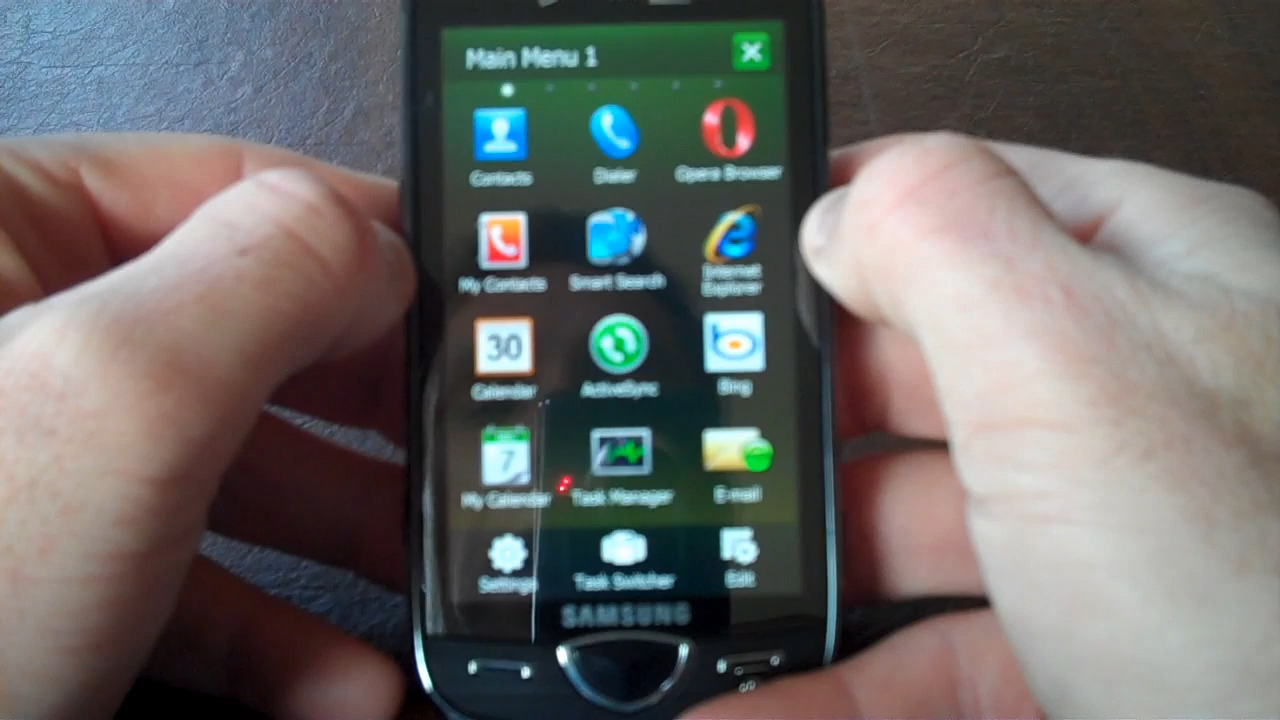 Main Menu 1
Contacts
Dialer
Opera Browser
My Contacts
Smart Search
Internet
Explorer
30
Calendar
ActiveSync
b
Bing
7
My Calendar
Task Manager
E-mail
Settings
Task Switcher
Edit
SAMSUNG